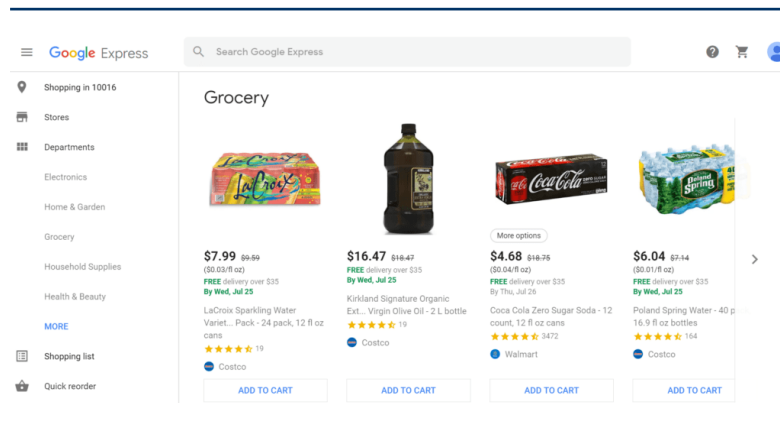 Google Express
Search Google Express
Shopping in 10016
Stores
Departments
Electronics
Home & Garden
Grocery
Household Supplies
Health & Beauty
MORE
Shopping list
Quick reorder
Grocery
LaCroix
$7.99 $9.59
($0.03/fl oz)
FREE delivery over $35
By Wed, Jul 25
LaCroix Sparkling Water
Variet... Pack - 24 pack, 12 fl oz
cans
19
Costco
ADD TO CART
$16.47 $18.47
FREE delivery over $35
By Wed, Jul 25
Kirkland Signature Organic
Ext... Virgin Olive Oil - 2 L bottle
19
Costco
ADD TO CART
Coca-Cola
More options
$4.68 $18.75
($0.04/fl oz)
FREE delivery over $35
By Thu, Jul 26
Coca Cola Zero Sugar Soda - 12
count, 12 fl oz cans
3472
Walmart
ADD TO CART
Poland
Spring
$6.04 $7.14
($0.01/fl oz)
FREE delivery over $35
By Wed, Jul 25
Poland Spring Water - 40 p
16.9 fl oz bottles
164
Costco
ADD TO CART